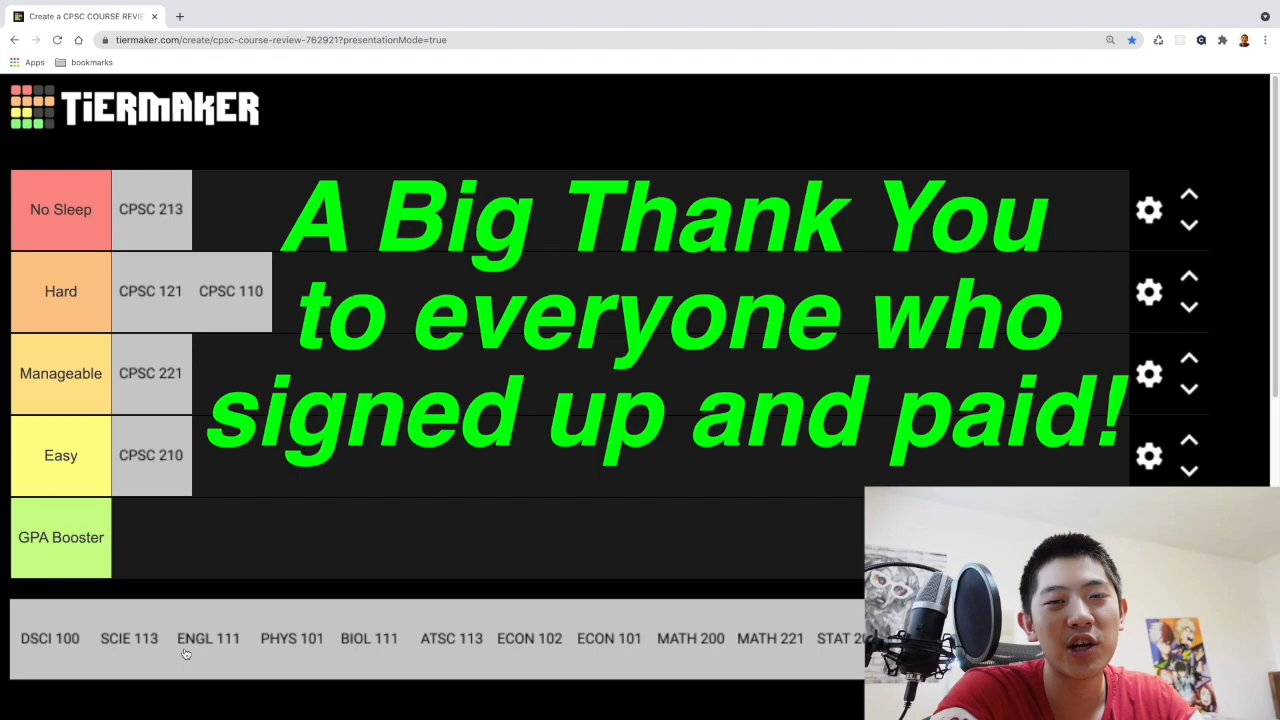 Create a CPSC COURSE REVIE
tiermaker.com/create/cpsc-course-review-762921?presentationMode=true
Apps bookmarks
TiERMAKER
No Sleep CPSC 213
Hard CPSC 121 CPSC 110
Manageable CPSC 221
Easy CPSC 210
GPA Booster
A Big Thank You
to everyone who
signed up and paid!
DSCI 100 SCIE 113 ENGL 111 PHYS 101 BIOL 111 ATSC 113 ECON 102 ECON 101 MATH 200 MATH 221 STAT